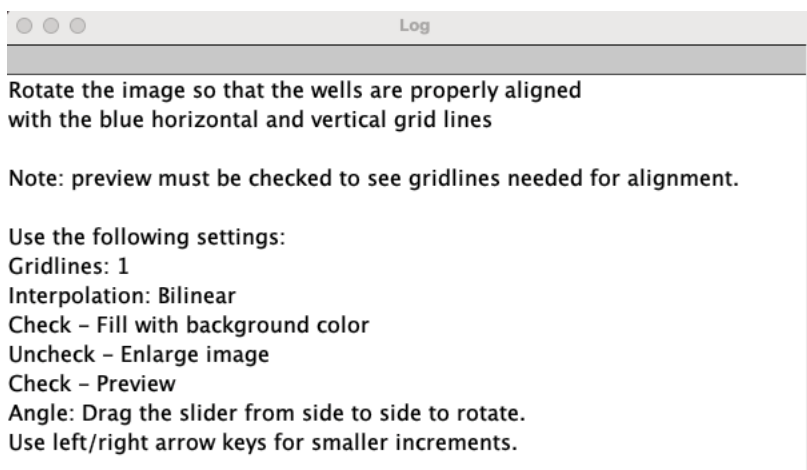 Log
Rotate the image so that the wells are properly aligned
with the blue horizontal and vertical grid lines
Note: preview must be checked to see gridlines needed for alignment.
Use the following settings:
Gridlines: 1
Interpolation: Bilinear
Check – Fill with background color
Uncheck – Enlarge image
Check – Preview
Angle: Drag the slider from side to side to rotate.
Use left/right arrow keys for smaller increments.